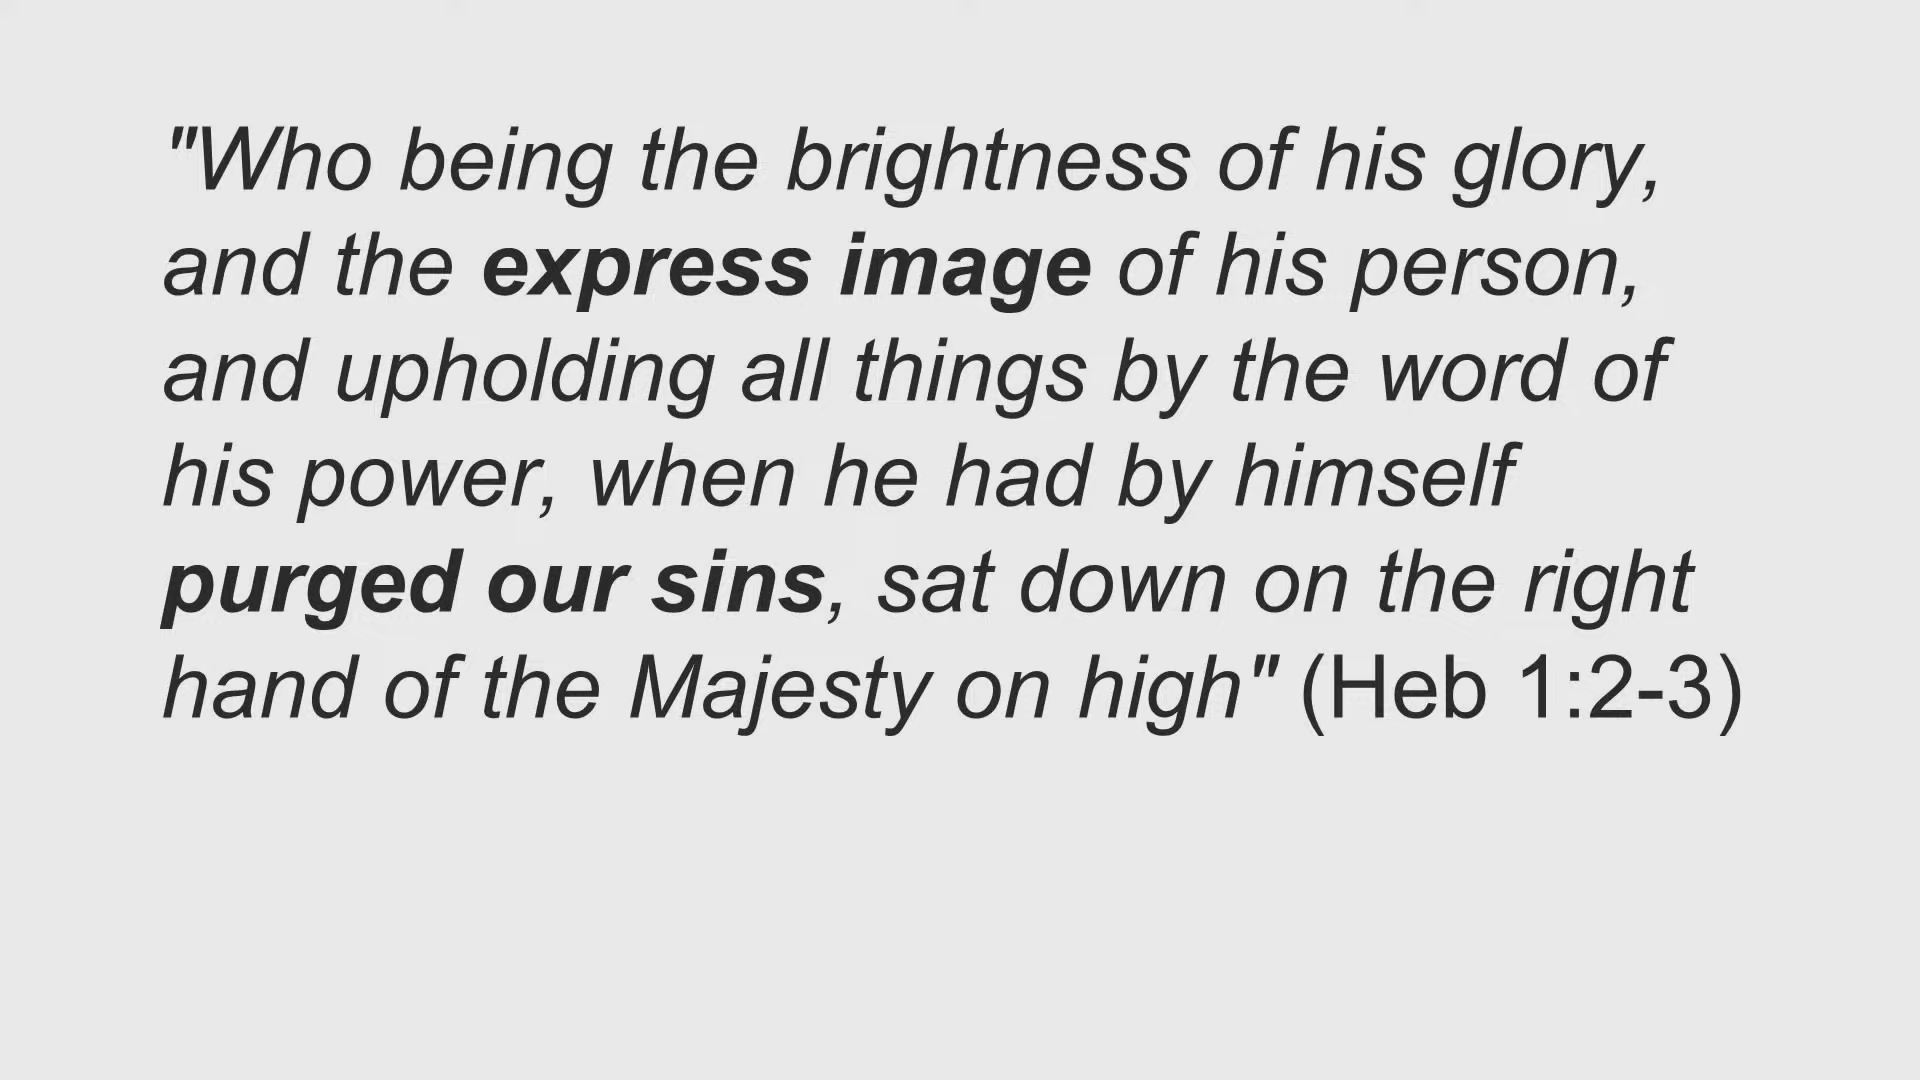 "Who being the brightness of his glory,
and the express image of his person,
and upholding all things by the word of
his power, when he had by himself
purged our sins, sat down on the right
hand of the Majesty on high" (Heb 1:2-3)